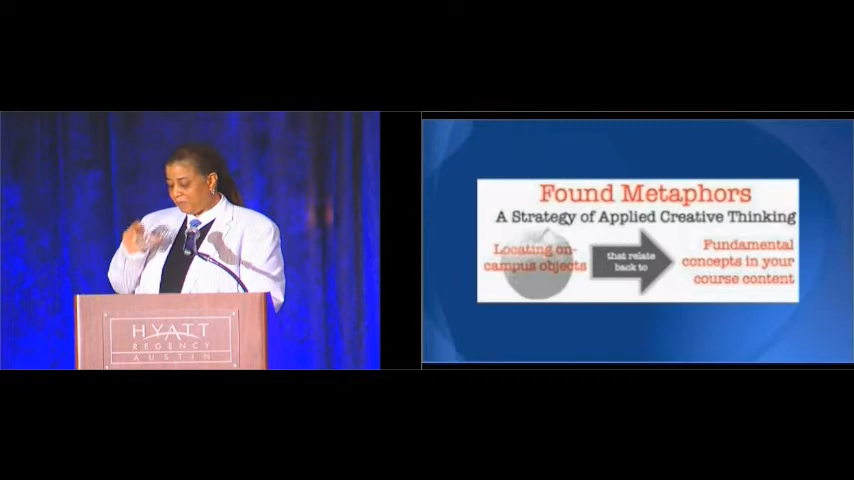 HYATT
REGENCY
AUSTIN
Found Metaphors
A Strategy of Applied Creative Thinking
Locating on-
campus objects
that relate
back to
Fundamental
concepts in your
course content